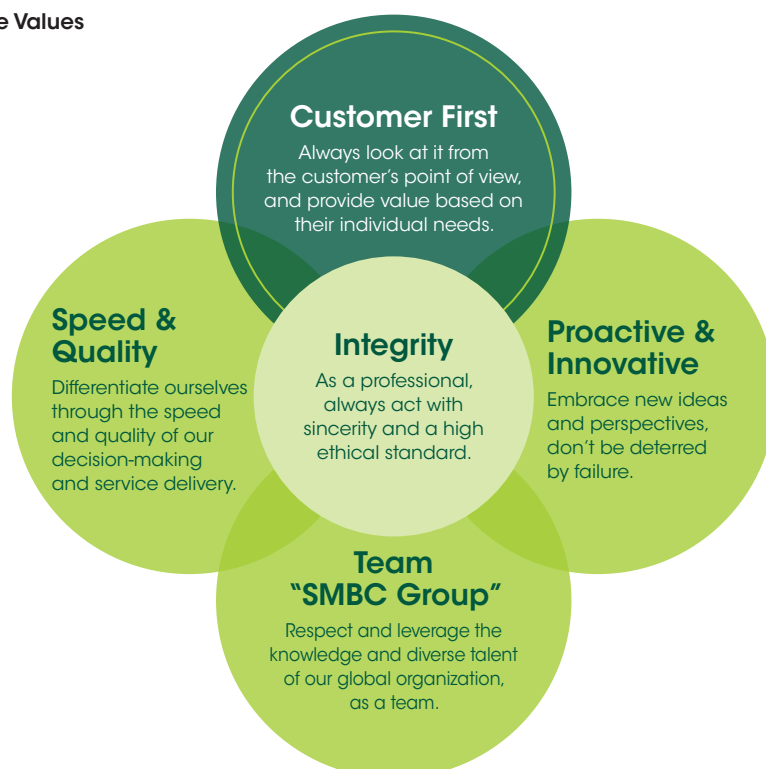 e Values
Customer First
Always look at it from
the customer's point of view,
and provide value based on
their individual needs.
Speed &
Quality
Differentiate ourselves
through the speed
and quality of our
decision-making
and service delivery.
Integrity
As a professional,
always act with
sincerity and a high
ethical standard.
Proactive &
Innovative
Embrace new ideas
and perspectives,
don't be deterred
by failure.
Team
“SMBC Group”
Respect and leverage the
knowledge and diverse talent
of our global organization,
as a team.